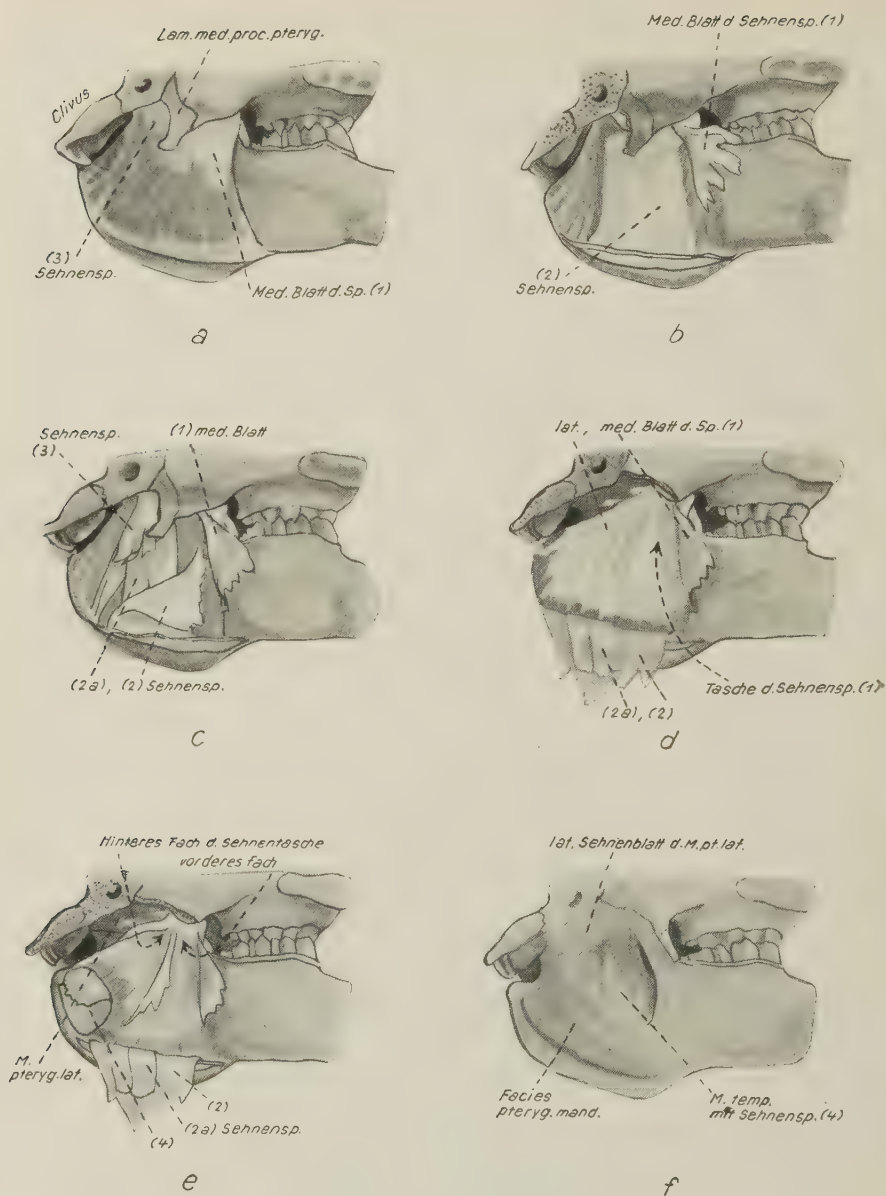 Lam. med. proc. pteryg.
Clivus
(3)
Sehnensp.
Med. Blatt d. Sp. (1)
a
Med. Blatt d Sehnensp. (1)
(2)
Sehnensp.
b
Sehnensp.
(3)
(1) med. Blatt
(2a), (2) Sehnensp.
c
lat., med. Blatt d. Sp. (1)
Tasche d. Sehnensp. (1)
(2a), (2)
d
Hinteres Fach d. Sehnentasche
vorderes Fach
M.
pteryg. lat.
(2)
(2a) Sehnensp.
(4)
e
lat. Sehnenblatt d. M. pt. lat.
Facies
pteryg. mand.
M. temp.
mit Sehnensp. (4)
f